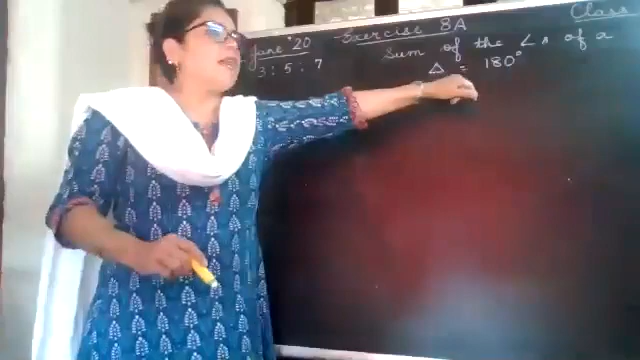 June '20 Exercise 8A Class
3 : 5 : 7 Sum of the ∠s of a
△ = 180°